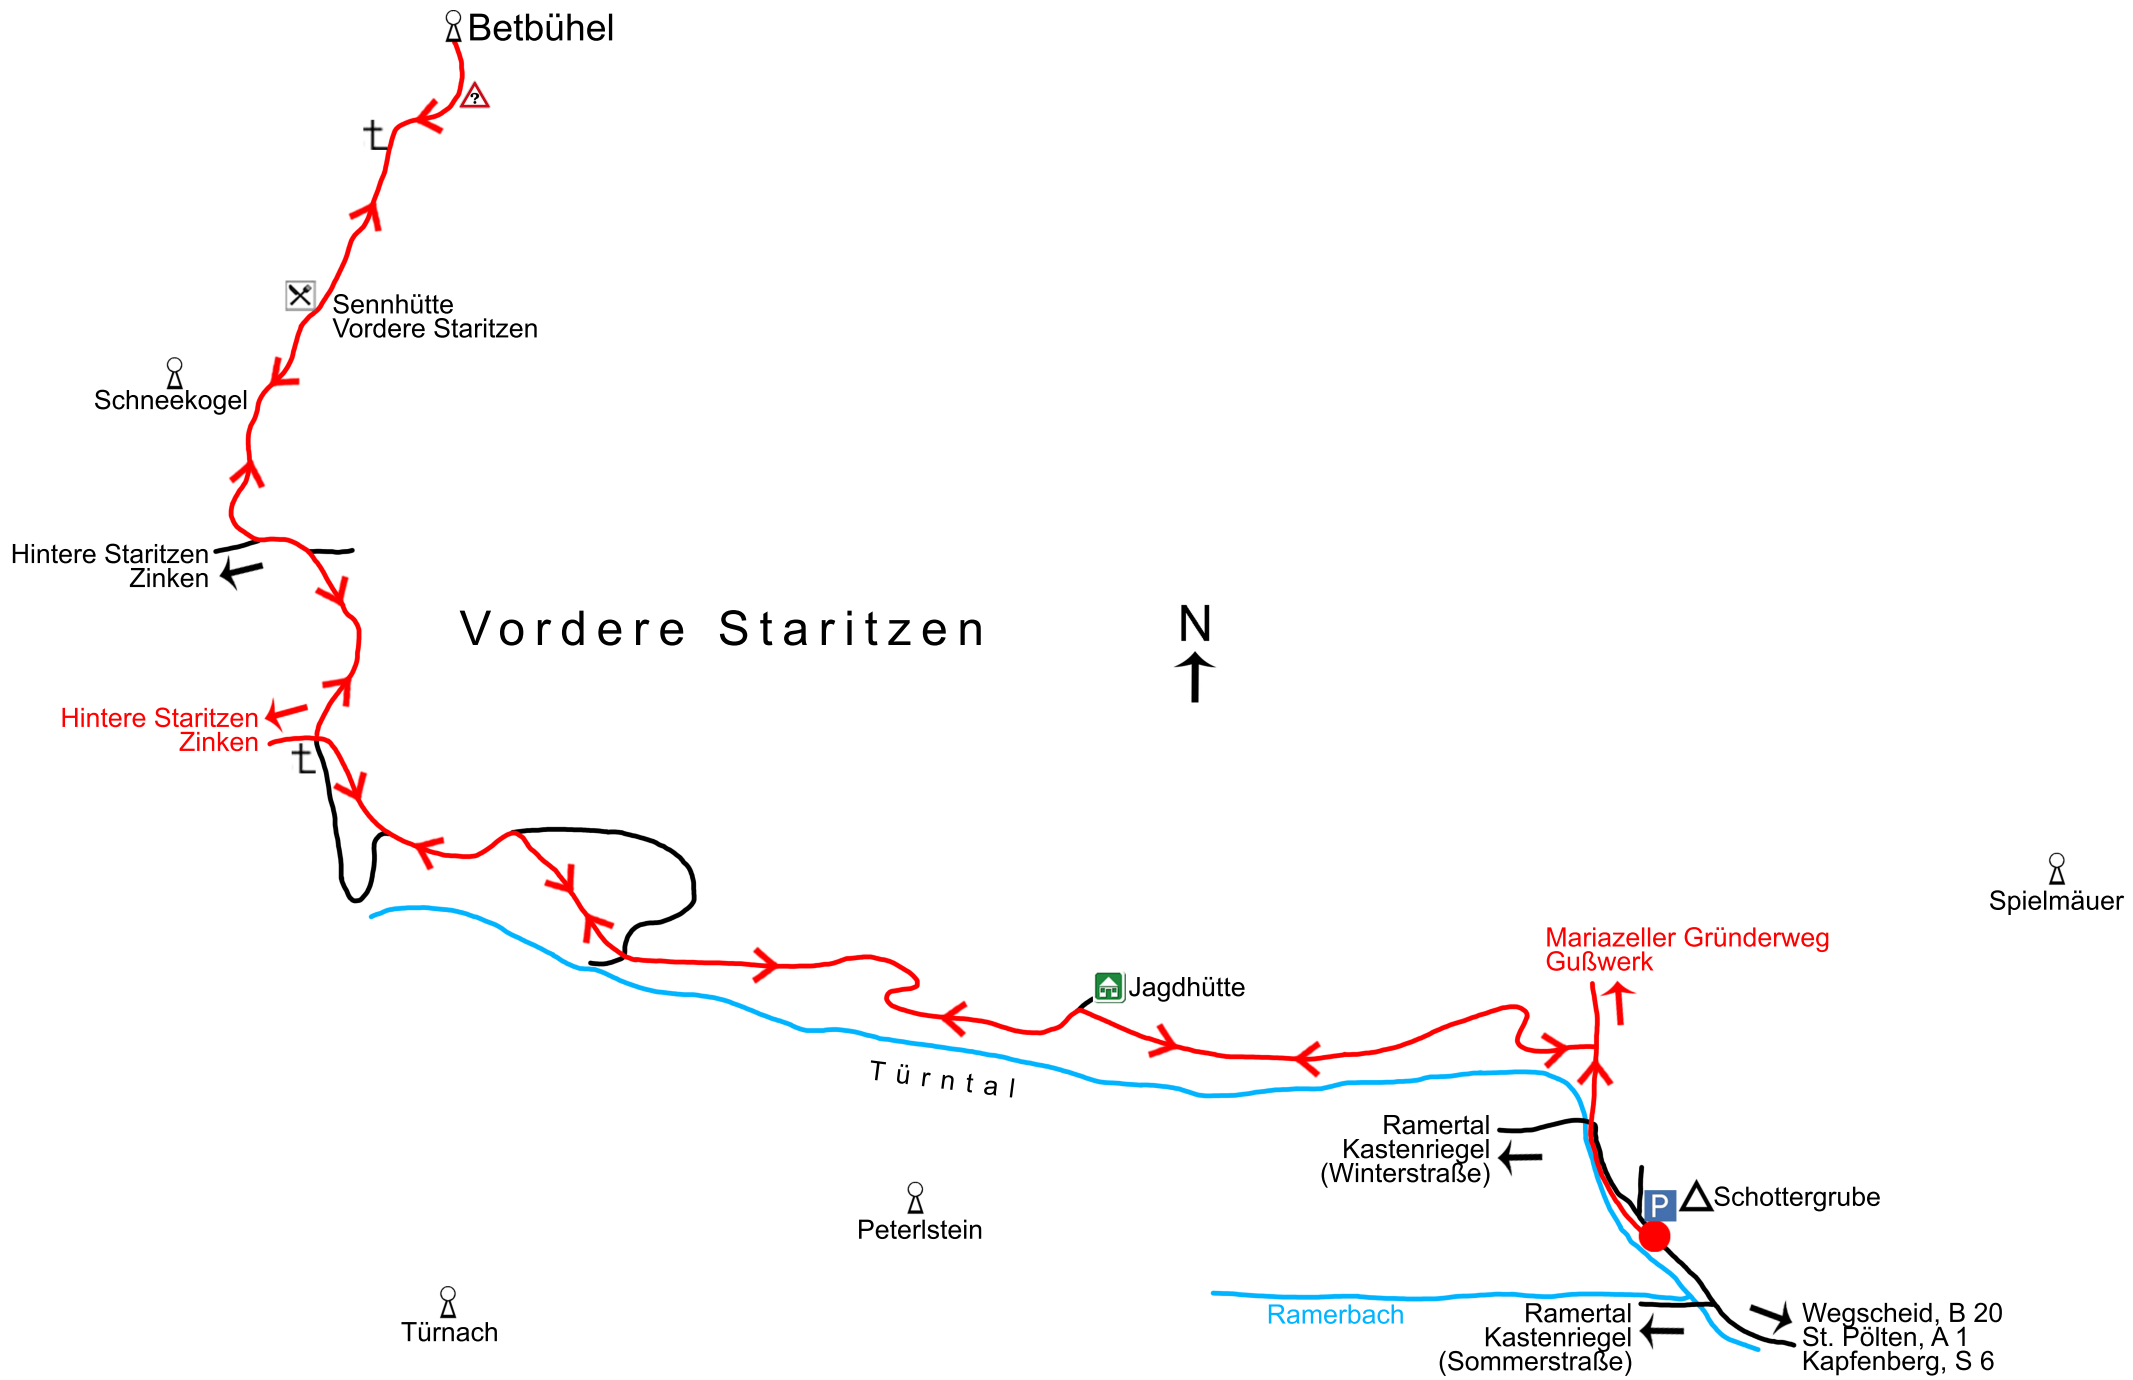 Betbühel
?
Sennhütte
Vordere Staritzen
Schneekogel
Hintere Staritzen
Zinken
Vordere Staritzen
N
Hintere Staritzen
Zinken
Spielmäuer
Mariazeller Gründerweg
Gußwerk
Jagdhütte
Türntal
Ramertal
Kastenriegel
(Winterstraße)
P
Schottergrube
Peterlstein
Türnach
Ramerbach
Ramertal
Kastenriegel
(Sommerstraße)
Wegscheid, B 20
St. Pölten, A 1
Kapfenberg, S 6